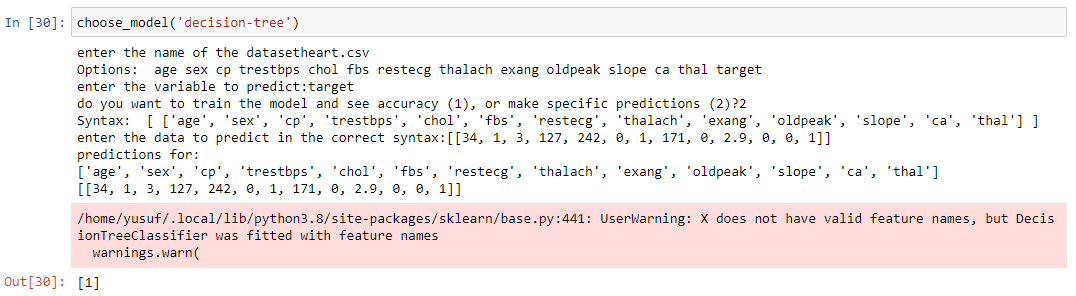 In [30]: choose_model('decision-tree')
enter the name of the datasetheart.csv
Options:  age sex cp trestbps chol fbs restecg thalach exang oldpeak slope ca thal target
enter the variable to predict:target
do you want to train the model and see accuracy (1), or make specific predictions (2)?2
Syntax:  [ ['age', 'sex', 'cp', 'trestbps', 'chol', 'fbs', 'restecg', 'thalach', 'exang', 'oldpeak', 'slope', 'ca', 'thal'] ]
enter the data to predict in the correct syntax:[[34, 1, 3, 127, 242, 0, 1, 171, 0, 2.9, 0, 0, 1]]
predictions for:
['age', 'sex', 'cp', 'trestbps', 'chol', 'fbs', 'restecg', 'thalach', 'exang', 'oldpeak', 'slope', 'ca', 'thal']
[[34, 1, 3, 127, 242, 0, 1, 171, 0, 2.9, 0, 0, 1]]
/home/yusuf/.local/lib/python3.8/site-packages/sklearn/base.py:441: UserWarning: X does not have valid feature names, but Decis
ionTreeClassifier was fitted with feature names
  warnings.warn(
Out[30]: [1]